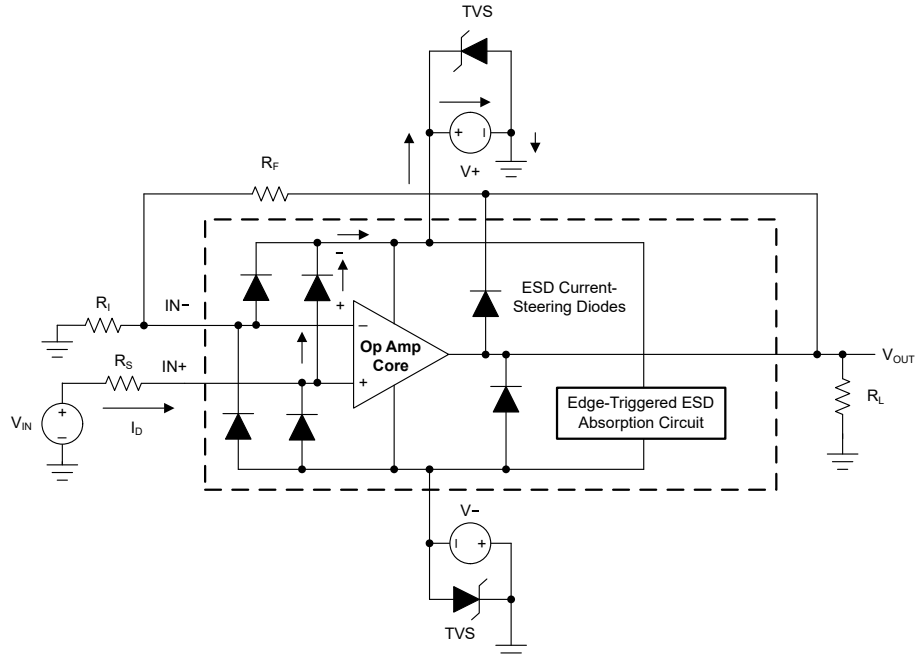 TVS
+
–
V+
RF
–
+
ESD Current-
Steering Diodes
RI
IN–
–
Op Amp
Core
+
RS
IN+
ID
VIN
+
–
VOUT
RL
Edge-Triggered ESD
Absorption Circuit
V–
–
+
TVS